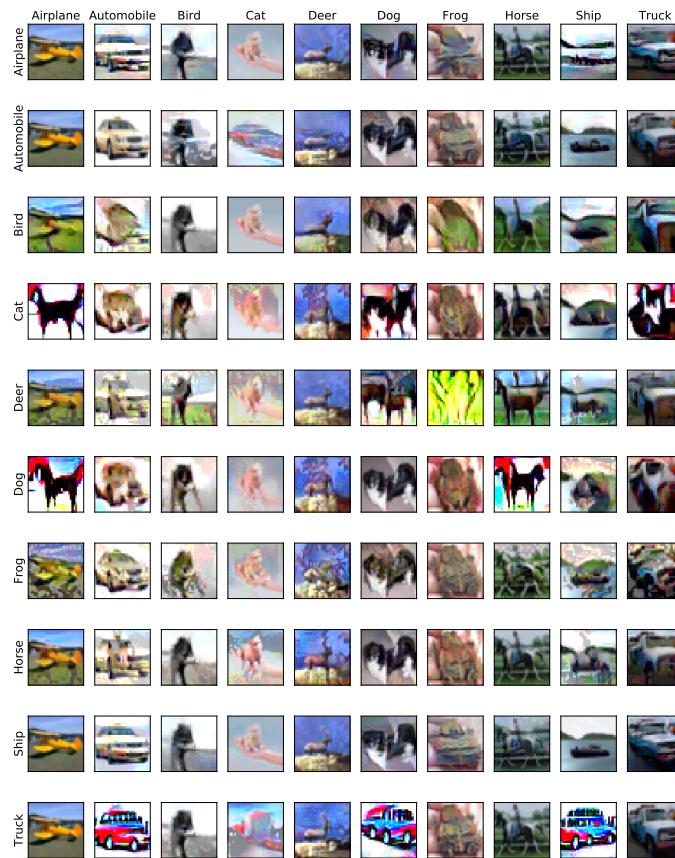 Airplane Automobile Bird Cat Deer Dog Frog Horse Ship Truck
Airplane
Automobile
Bird
Cat
Deer
Dog
Frog
Horse
Ship
Truck